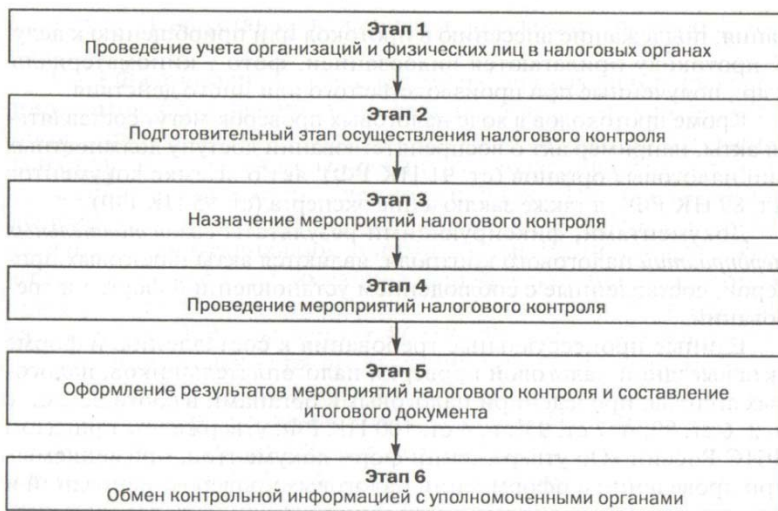 Этап 1
Проведение учета организаций и физических лиц в налоговых органах
Этап 2
Подготовительный этап осуществления налогового контроля
Этап 3
Назначение мероприятий налогового контроля
Этап 4
Проведение мероприятий налогового контроля
Этап 5
Оформление результатов мероприятий налогового контроля и составление
итогового документа
Этап 6
Обмен контрольной информацией с уполномоченными органами